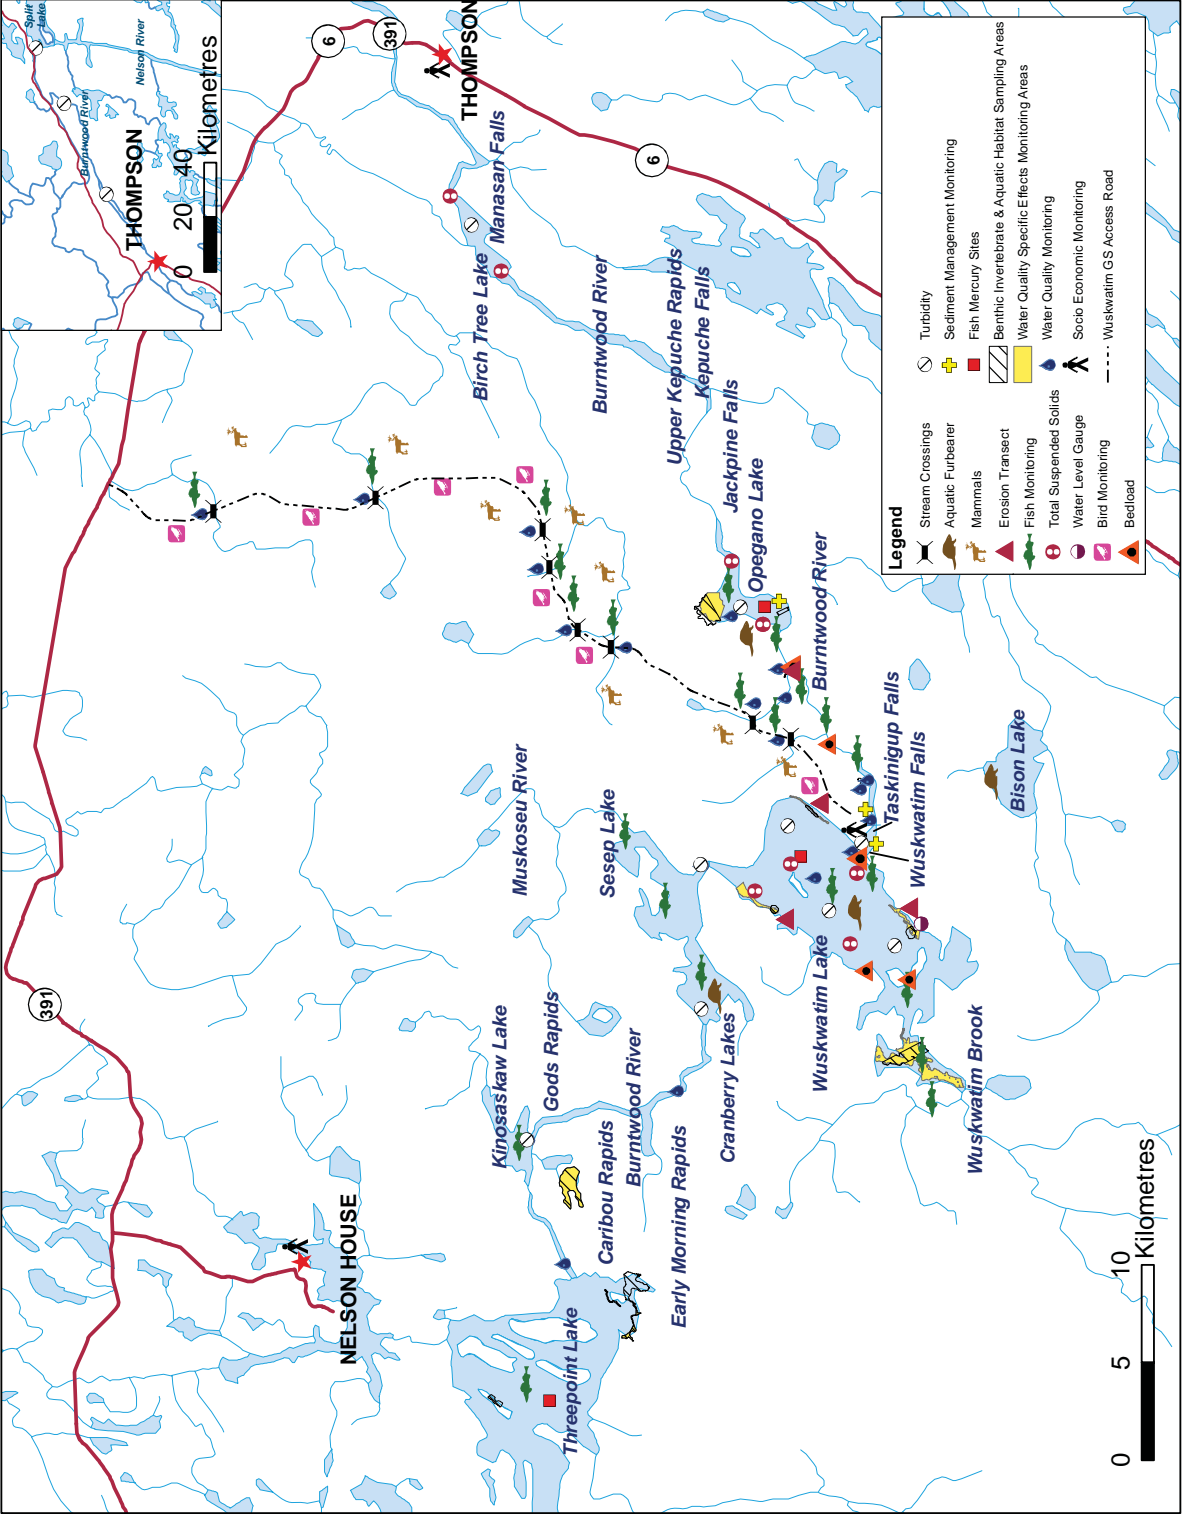 Split
Lake
Burntwood River
Nelson River
THOMPSON
0 20 40
Kilometres
6
391
THOMPSON
6
391
Manasan Falls
Birch Tree Lake
Burntwood River
Upper Kepuche Rapids
Kepuche Falls
Jackpine Falls
Opegano Lake
Burntwood River
Taskinigup Falls
Wuskwatim Falls
Bison Lake
Muskoseu River
Sesep Lake
Wuskwatim Lake
Wuskwatim Brook
Cranberry Lakes
Kinosaskaw Lake
Gods Rapids
Burntwood River
Caribou Rapids
Early Morning Rapids
Threepoint Lake
NELSON HOUSE
0 5 10
Kilometres
Legend
Stream Crossings
Aquatic Furbearer
Mammals
Erosion Transect
Fish Monitoring
Total Suspended Solids
Water Level Gauge
Bird Monitoring
Bedload
Turbidity
Sediment Management Monitoring
Fish Mercury Sites
Benthic Invertebrate & Aquatic Habitat Sampling Areas
Water Quality Specific Effects Monitoring Areas
Water Quality Monitoring
Socio Economic Monitoring
Wuskwatim GS Access Road